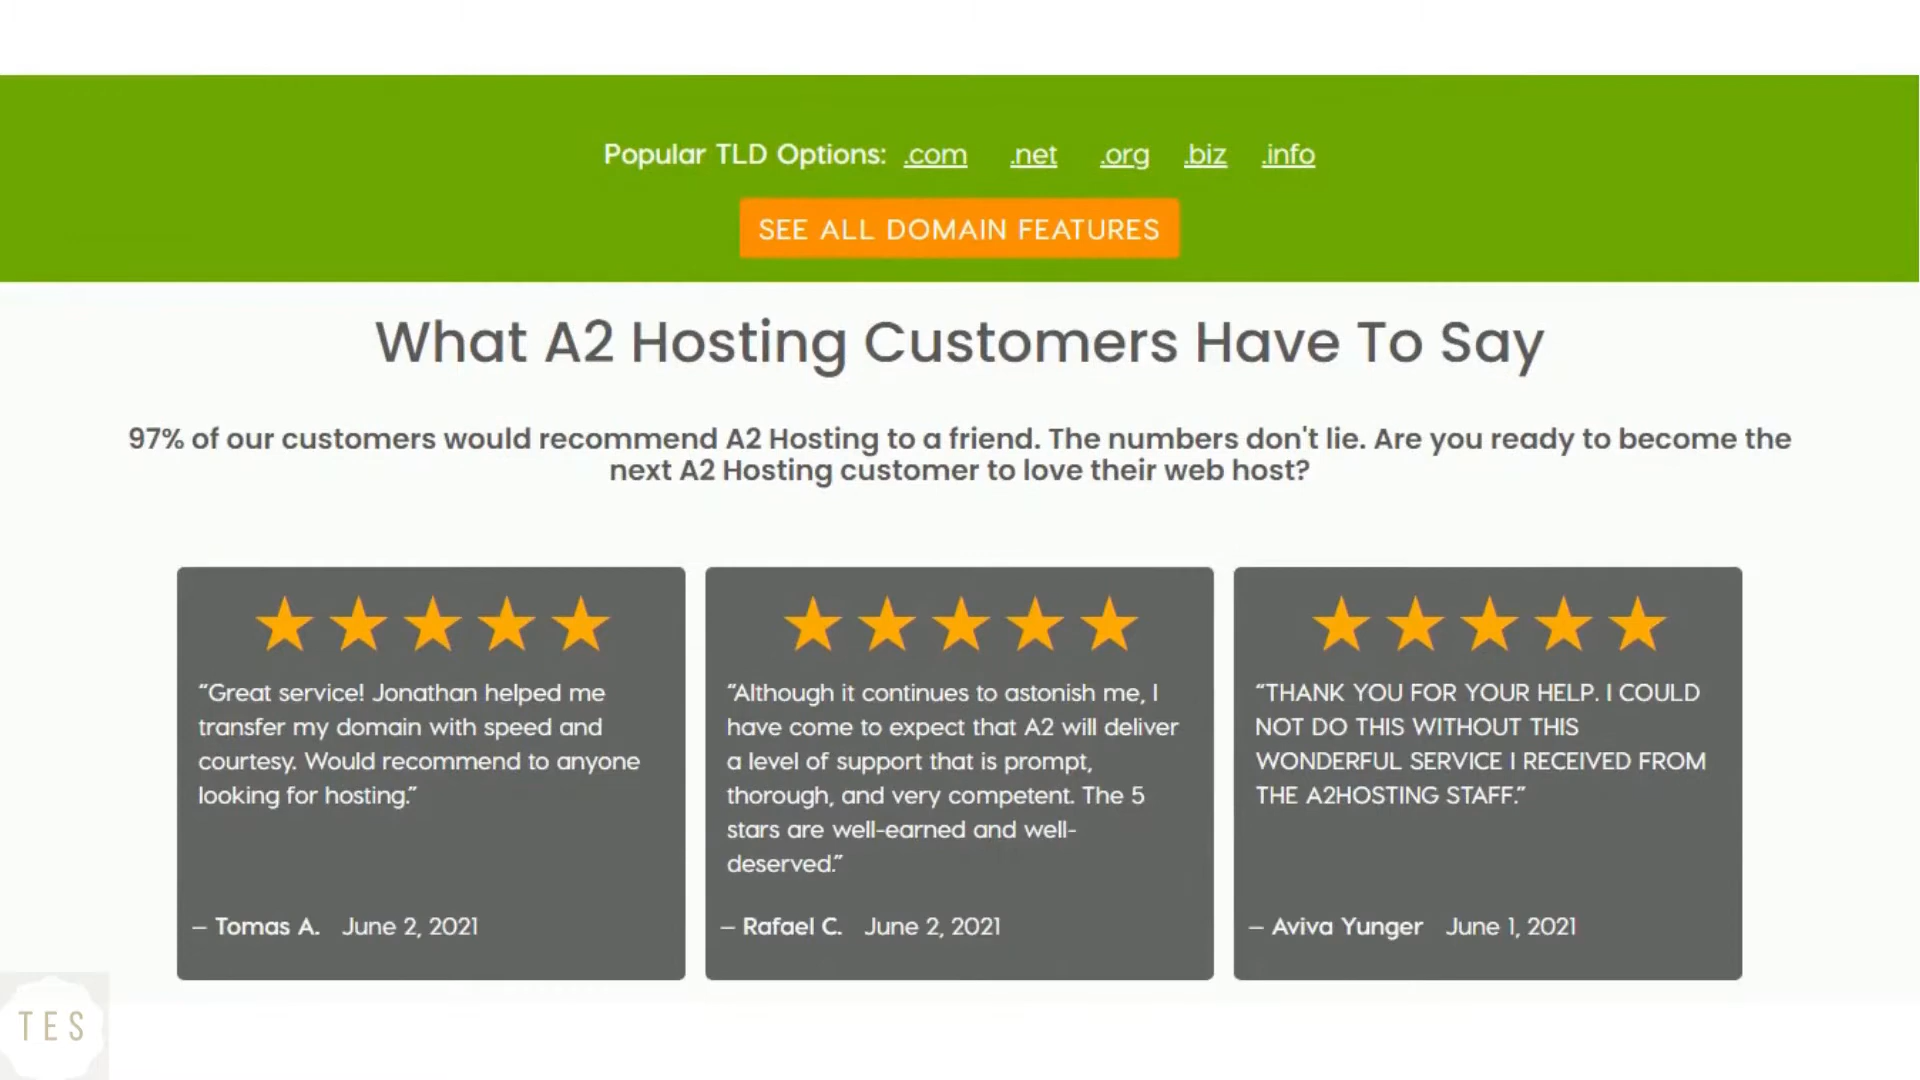 Popular TLD Options: .com .net .org .biz .info
SEE ALL DOMAIN FEATURES
What A2 Hosting Customers Have To Say
97% of our customers would recommend A2 Hosting to a friend. The numbers don't lie. Are you ready to become the
next A2 Hosting customer to love their web host?
“Great service! Jonathan helped me
transfer my domain with speed and
courtesy. Would recommend to anyone
looking for hosting.”
– Tomas A. June 2, 2021
“Although it continues to astonish me, I
have come to expect that A2 will deliver
a level of support that is prompt,
thorough, and very competent. The 5
stars are well-earned and well-
deserved.”
– Rafael C. June 2, 2021
“THANK YOU FOR YOUR HELP. I COULD
NOT DO THIS WITHOUT THIS
WONDERFUL SERVICE I RECEIVED FROM
THE A2HOSTING STAFF.”
– Aviva Yunger June 1, 2021
TES